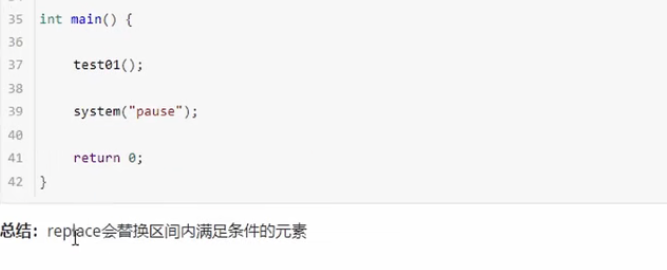 35 int main() {
36
37 test01();
38
39 system("pause");
40
41 return 0;
42 }
总结：replace会替换区间内满足条件的元素